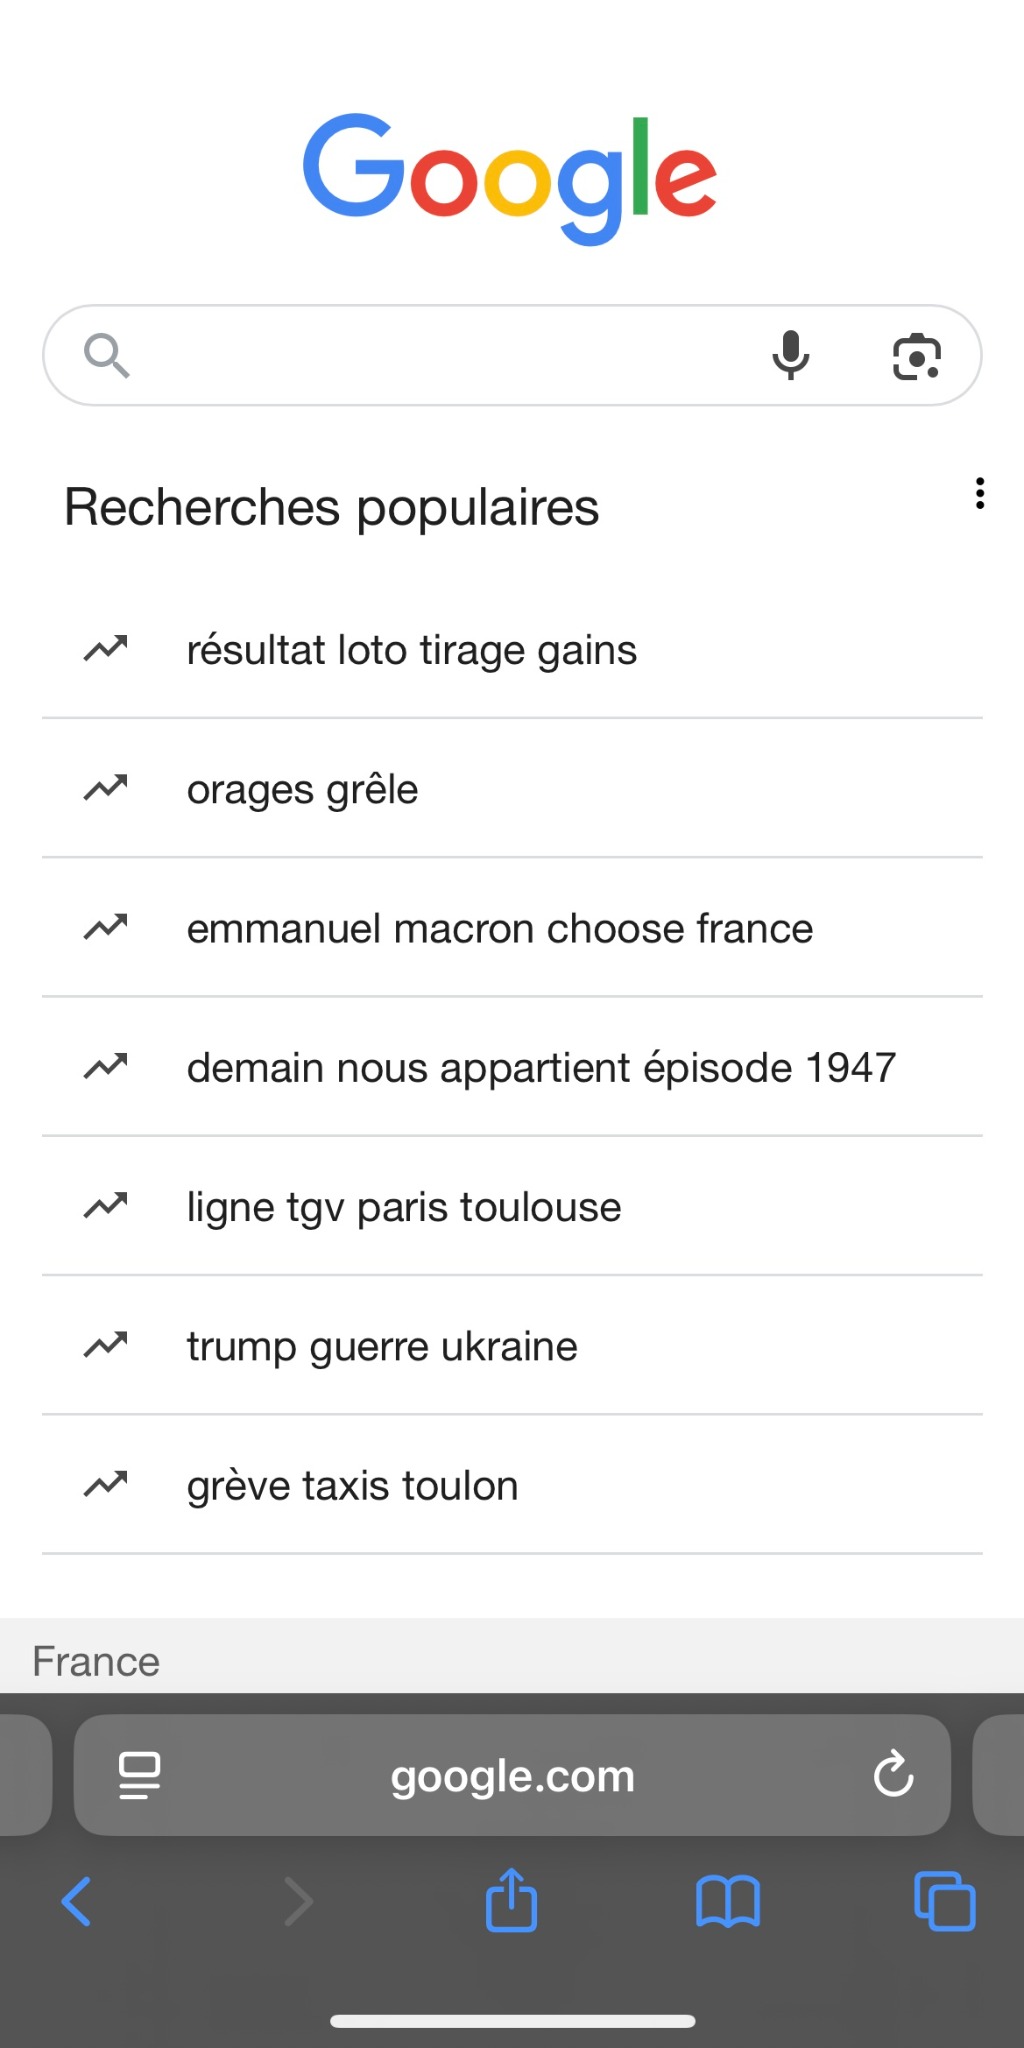 Google
Recherches populaires
résultat loto tirage gains
orages grêle
emmanuel macron choose france
demain nous appartient épisode 1947
ligne tgv paris toulouse
trump guerre ukraine
grève taxis toulon
France
google.com